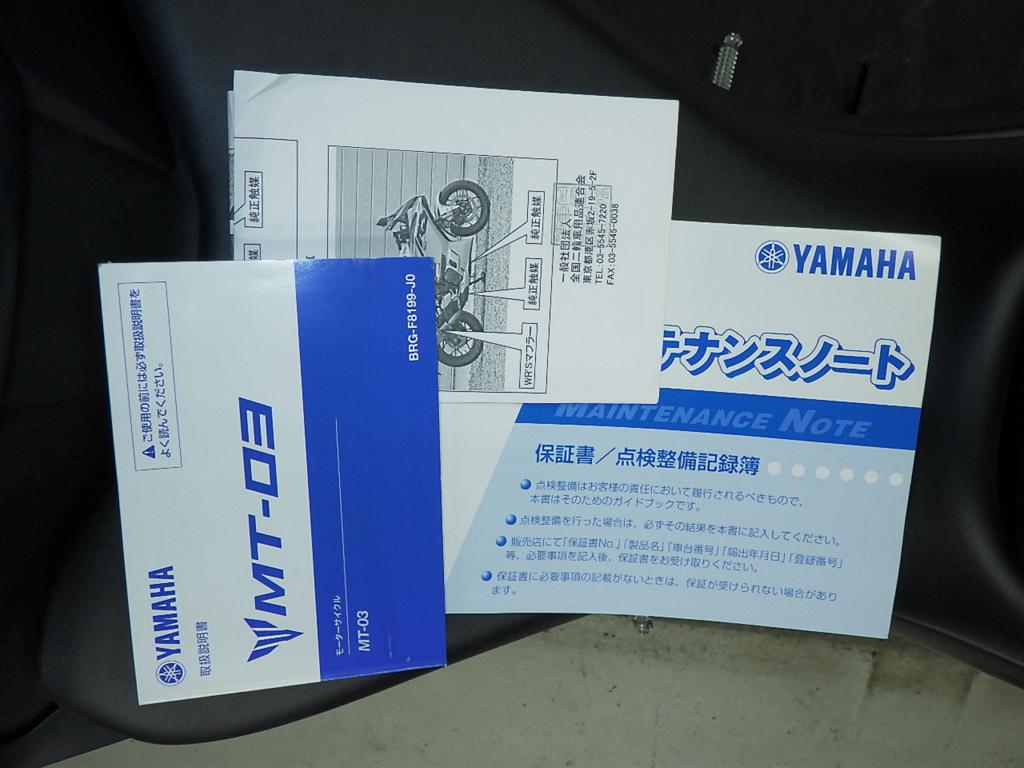 純正触媒
純正触媒
純正触媒
WR'Sマフラー
一般社団法人
全国二輪車用品連合会
東京都港区赤坂2-19-5-2F
TEL:03-5545-7220
FAX:03-5545-0038
YAMAHA
テナンスノート
MAINTENANCE NOTE
保証書／点検整備記録簿
点検整備はお客様の責任において履行されるべきもので、
本書はそのためのガイドブックです。
点検整備を行った場合は、必ずその結果を本書に記入してください。
販売店にて「保証書No.」「製品名」「車台番号」「届出年月日」「登録番号」
等、必要事項を記入後、保証書をお受け取りください。
保証書に必要事項の記載がないときは、保証が受けられない場合があり
ます。
ご使用の前には必ず取扱説明書を
よく読んでください。
YAMAHA
取扱説明書
MT-03
モーターサイクル
MT-03
BRG-F8199-J0